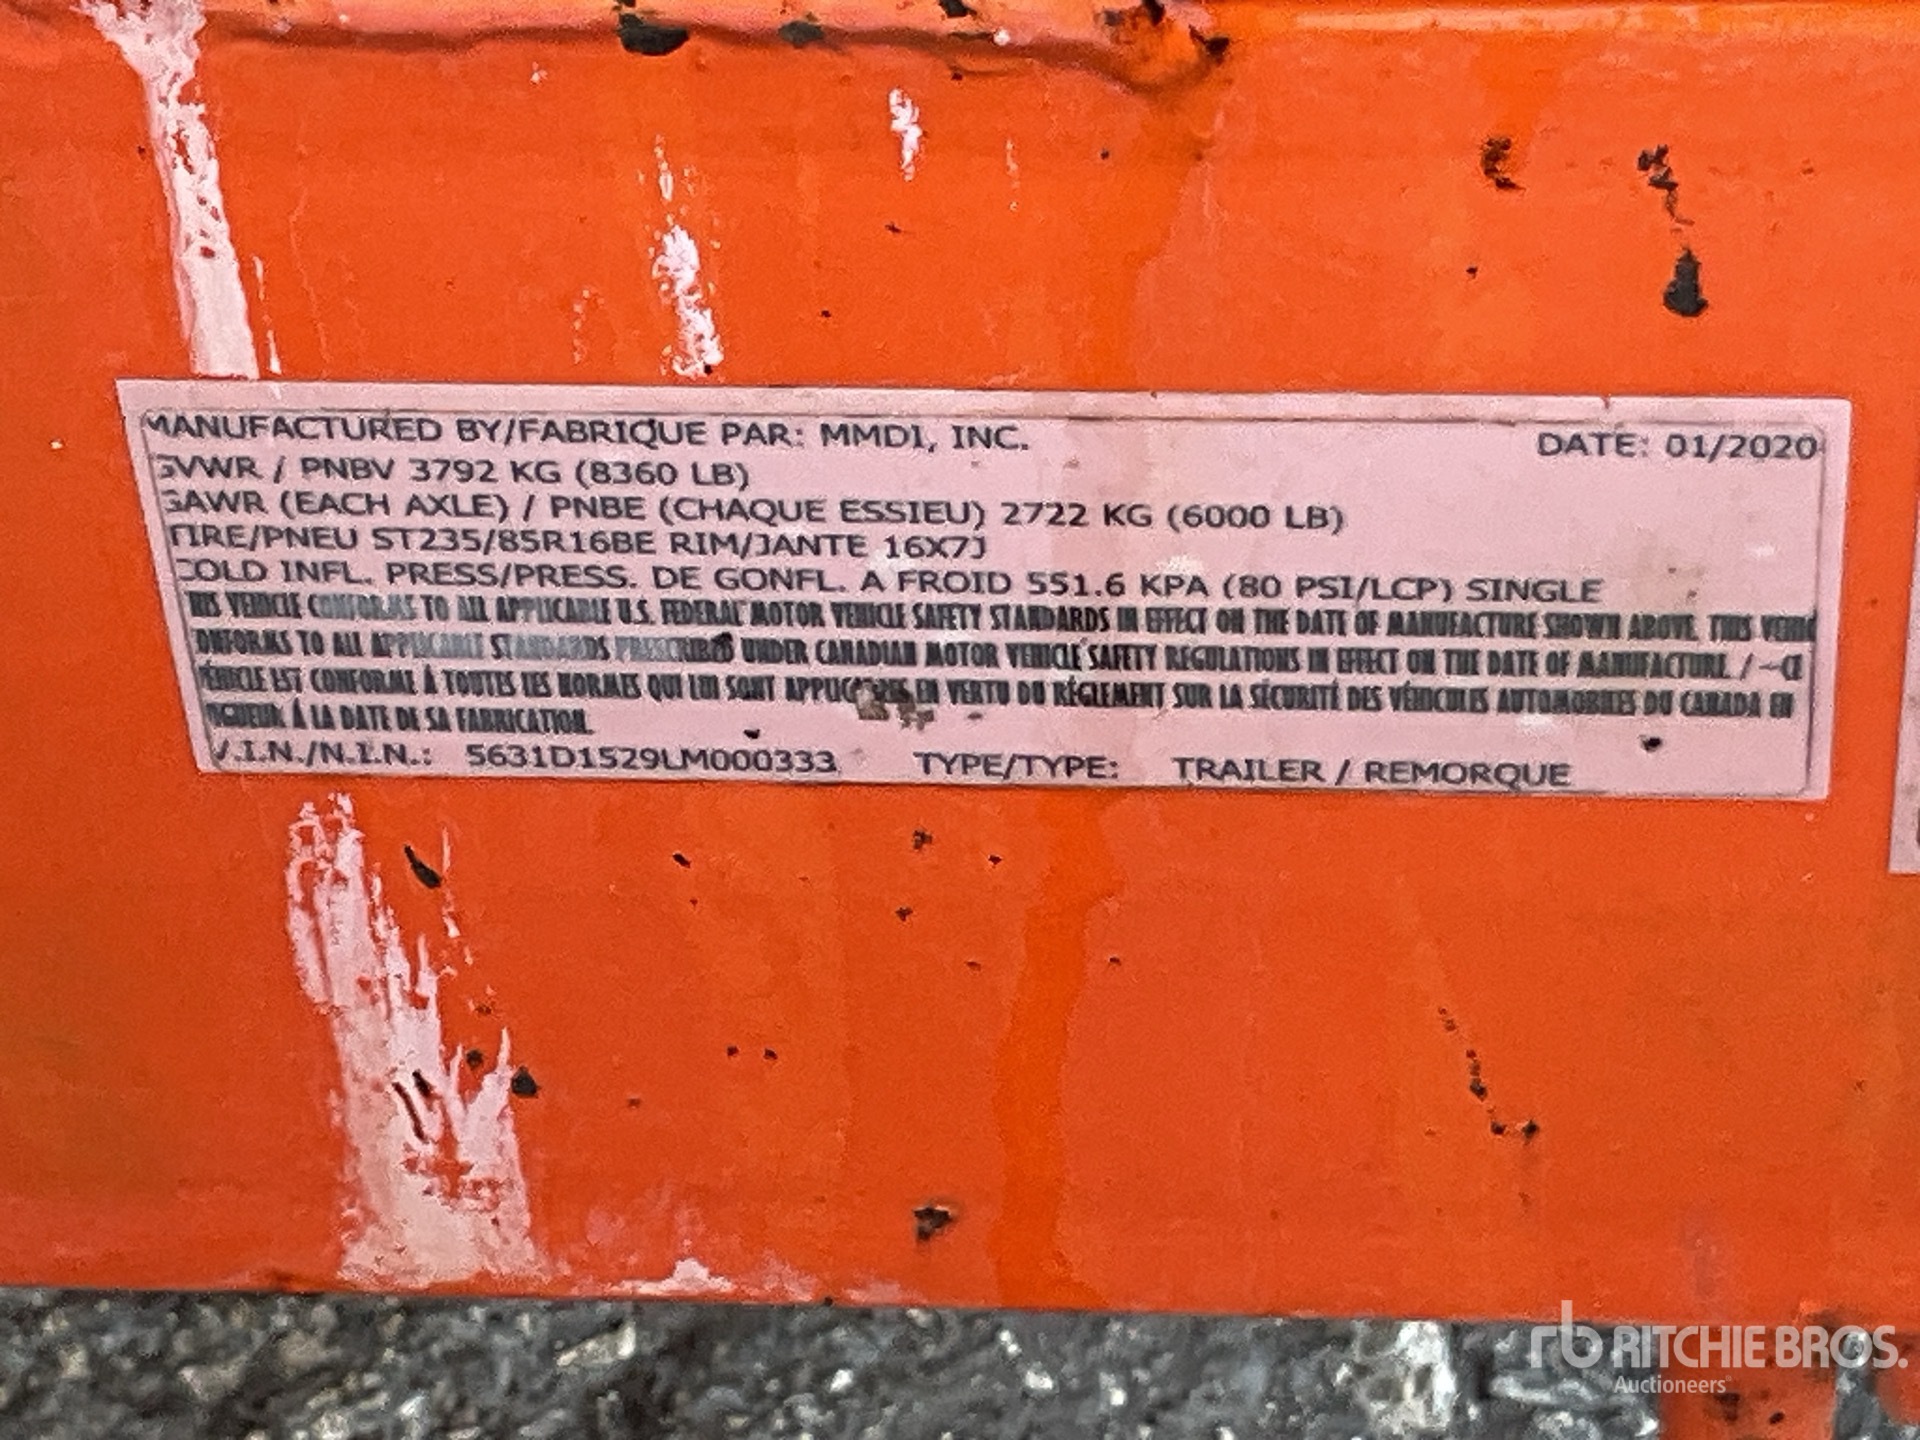 MANUFACTURED BY/FABRIQUE PAR: MMDI, INC. DATE: 01/2020
GVWR / PNBV 3792 KG (8360 LB)
GAWR (EACH AXLE) / PNBE (CHAQUE ESSIEU) 2722 KG (6000 LB)
TIRE/PNEU ST235/85R16BE RIM/JANTE 16X7J
COLD INFL. PRESS/PRESS. DE GONFL. A FROID 551.6 KPA (80 PSI/LCP) SINGLE
THIS VEHICLE CONFORMS TO ALL APPLICABLE U.S. FEDERAL MOTOR VEHICLE SAFETY STANDARDS IN EFFECT ON THE DATE OF MANUFACTURE SHOWN ABOVE. THIS VEHIC
CONFORMS TO ALL APPLICABLE STANDARDS PRESCRIBED UNDER CANADIAN MOTOR VEHICLE SAFETY REGULATIONS IN EFFECT ON THE DATE OF MANUFACTURE. / –CE
VÉHICLE EST CONFORME À TOUTES LES NORMES QUI LUI SONT APPLICABLES EN VERTU DU RÈGLEMENT SUR LA SÉCURITÉ DES VÉHICULES AUTOMOBILES DU CANADA EN
VIGUEUR À LA DATE DE SA FABRICATION.
V.I.N./N.I.N.: 5631D1529LM000333 TYPE/TYPE: TRAILER / REMORQUE
rb RITCHIE BROS.
Auctioneers